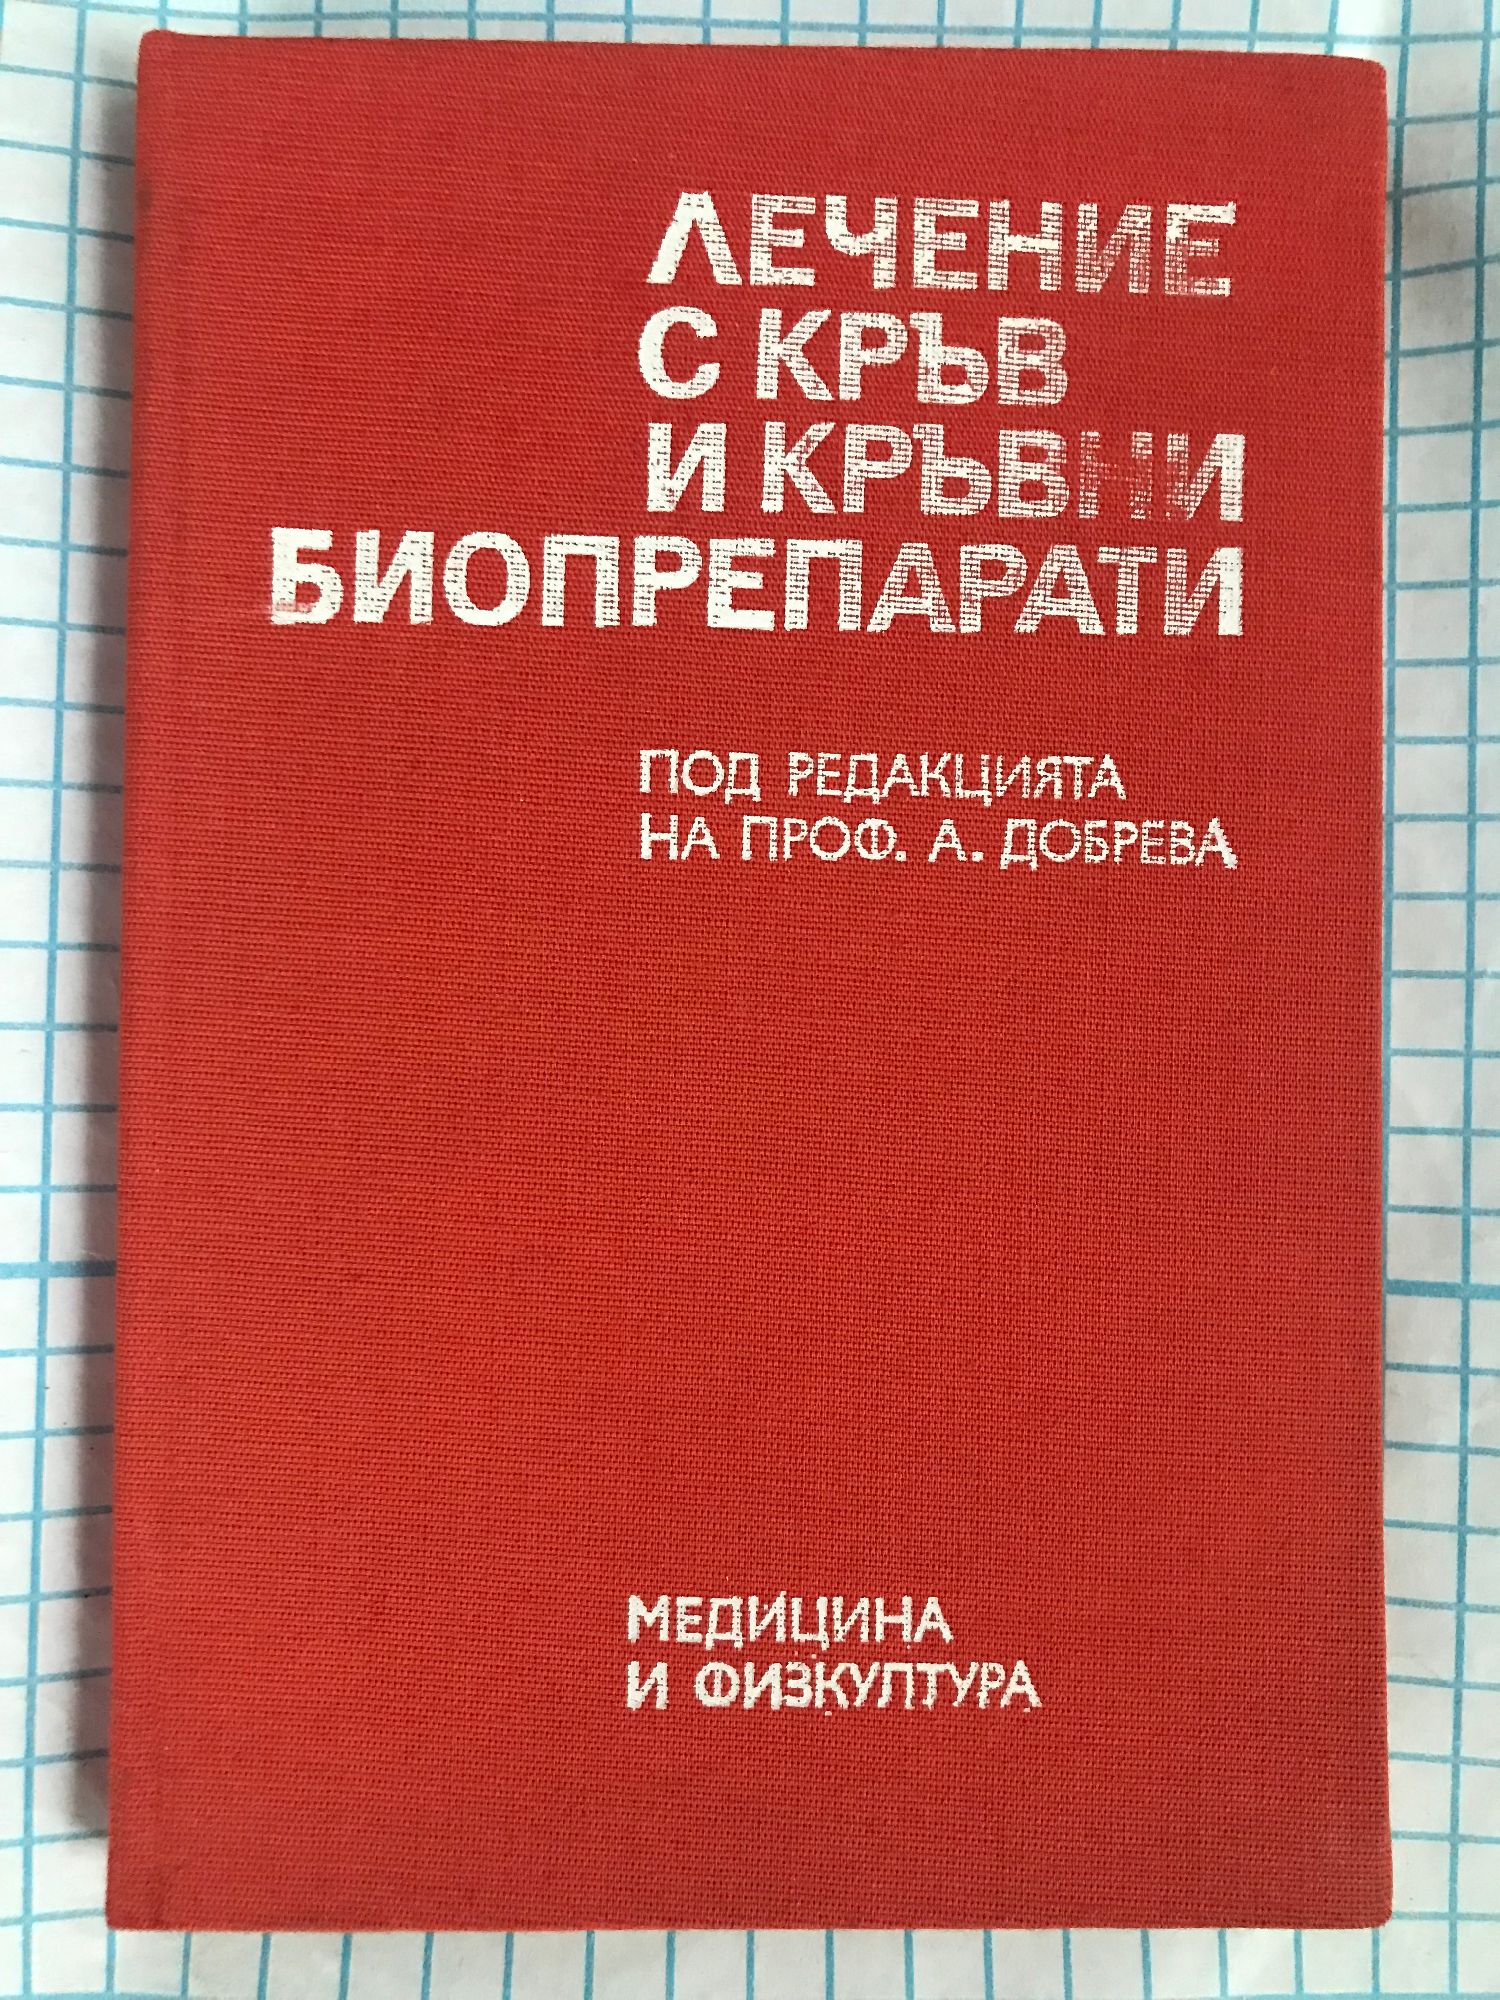 ЛЕЧЕНИЕ
С КРЪВ
И КРЪВНИ
БИОПРЕПАРАТИ
ПОД РЕДАКЦИЯТА
НА ПРОФ. А. ДОБРЕВА
МЕДИЦИНА
И ФИЗКУЛТУРА